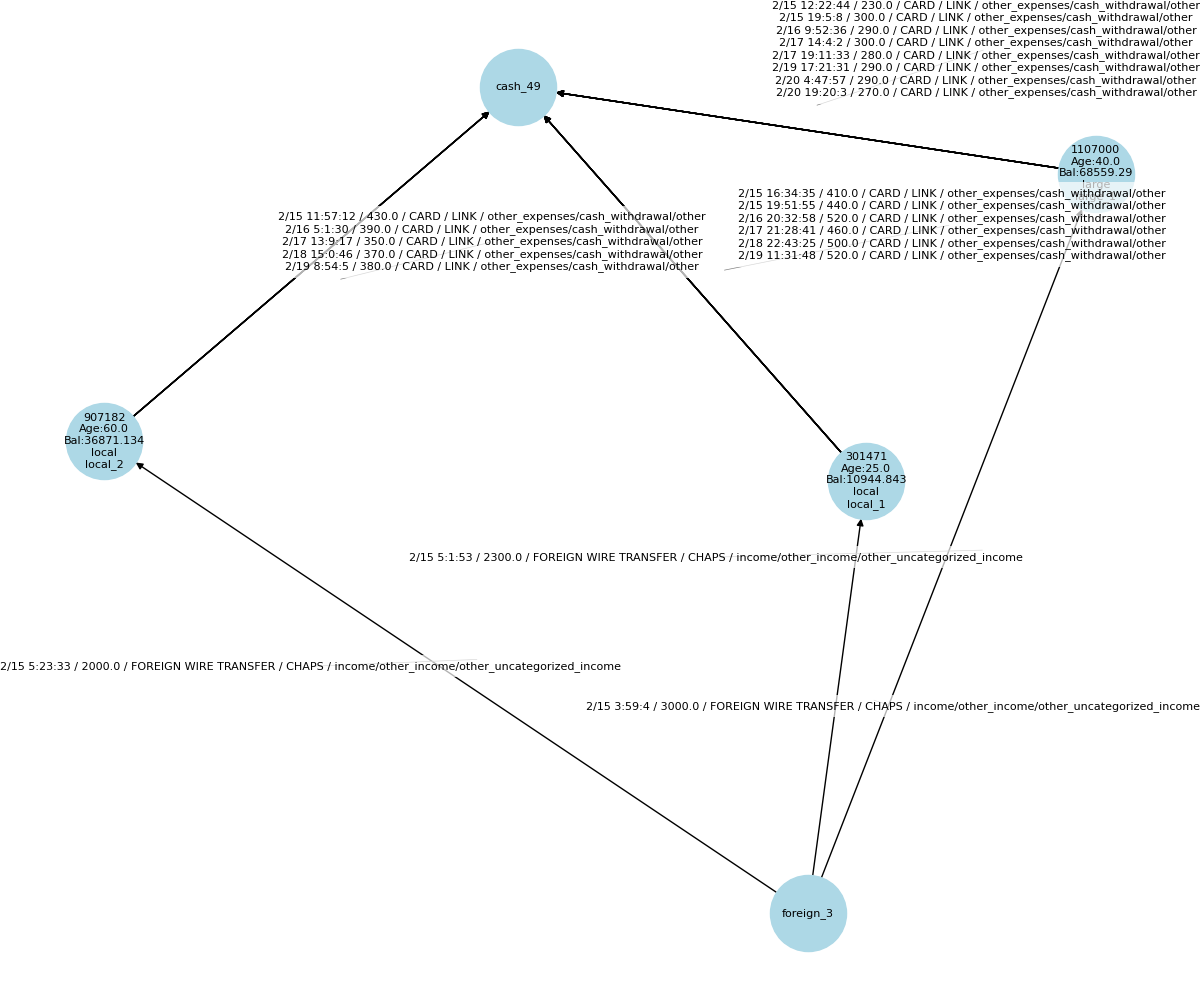 2/15 12:22:44 / 230.0 / CARD / LINK / other_expenses/cash_withdrawal/other
2/15 19:5:8 / 300.0 / CARD / LINK / other_expenses/cash_withdrawal/other
2/16 9:52:36 / 290.0 / CARD / LINK / other_expenses/cash_withdrawal/other
2/17 14:4:2 / 300.0 / CARD / LINK / other_expenses/cash_withdrawal/other
2/17 19:11:33 / 280.0 / CARD / LINK / other_expenses/cash_withdrawal/other
2/19 17:21:31 / 290.0 / CARD / LINK / other_expenses/cash_withdrawal/other
2/20 4:47:57 / 290.0 / CARD / LINK / other_expenses/cash_withdrawal/other
2/20 19:20:3 / 270.0 / CARD / LINK / other_expenses/cash_withdrawal/other
cash_49
1107000
Age:40.0
Bal:68559.29
large
2/15 16:34:35 / 410.0 / CARD / LINK / other_expenses/cash_withdrawal/other
2/15 19:51:55 / 440.0 / CARD / LINK / other_expenses/cash_withdrawal/other
2/16 20:32:58 / 520.0 / CARD / LINK / other_expenses/cash_withdrawal/other
2/17 21:28:41 / 460.0 / CARD / LINK / other_expenses/cash_withdrawal/other
2/18 22:43:25 / 500.0 / CARD / LINK / other_expenses/cash_withdrawal/other
2/19 11:31:48 / 520.0 / CARD / LINK / other_expenses/cash_withdrawal/other
2/15 11:57:12 / 430.0 / CARD / LINK / other_expenses/cash_withdrawal/other
2/16 5:1:30 / 390.0 / CARD / LINK / other_expenses/cash_withdrawal/other
2/17 13:9:17 / 350.0 / CARD / LINK / other_expenses/cash_withdrawal/other
2/18 15:0:46 / 370.0 / CARD / LINK / other_expenses/cash_withdrawal/other
2/19 8:54:5 / 380.0 / CARD / LINK / other_expenses/cash_withdrawal/other
907182
Age:60.0
Bal:36871.134
local
local_2
301471
Age:25.0
Bal:10944.843
local
local_1
2/15 5:1:53 / 2300.0 / FOREIGN WIRE TRANSFER / CHAPS / income/other_income/other_uncategorized_income
2/15 5:23:33 / 2000.0 / FOREIGN WIRE TRANSFER / CHAPS / income/other_income/other_uncategorized_income
2/15 3:59:4 / 3000.0 / FOREIGN WIRE TRANSFER / CHAPS / income/other_income/other_uncategorized_income
foreign_3